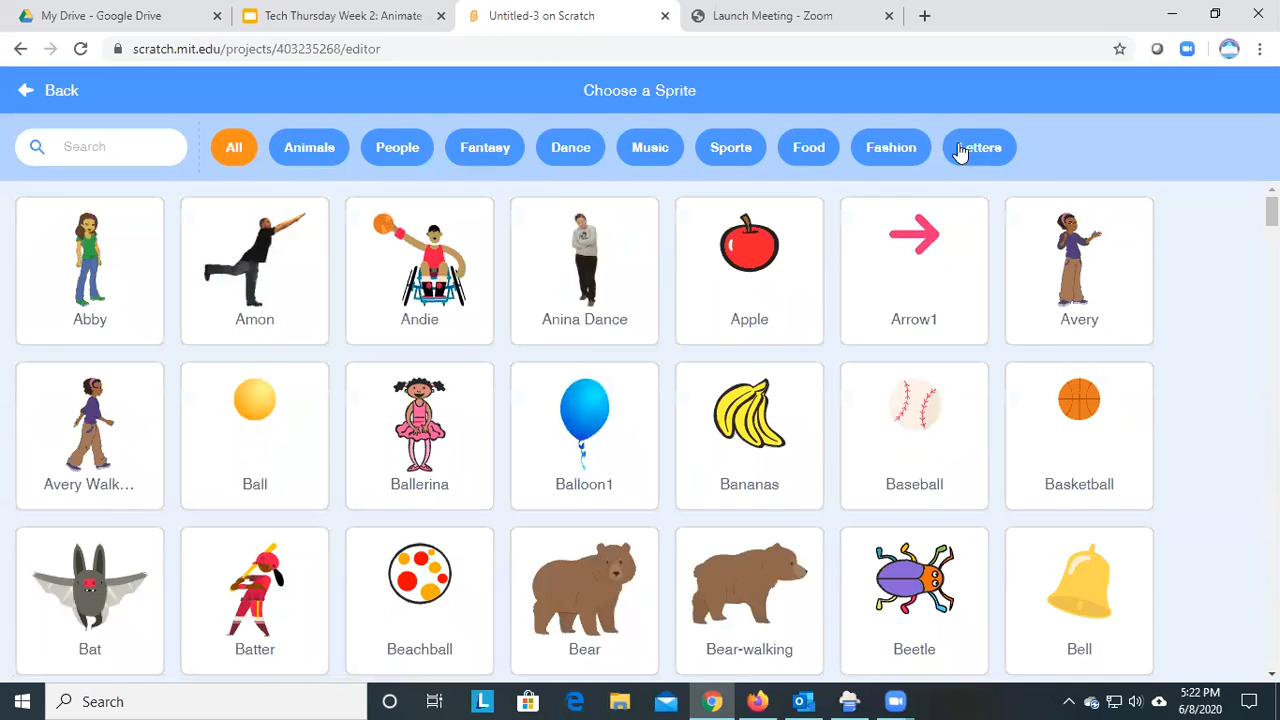 My Drive - Google Drive
Tech Thursday Week 2: Animate
Untitled-3 on Scratch
Launch Meeting - Zoom
scratch.mit.edu/projects/403235268/editor
Back
Choose a Sprite
Search
All
Animals
People
Fantasy
Dance
Music
Sports
Food
Fashion
Letters
Abby
Amon
Andie
Anina Dance
Apple
Arrow1
Avery
Avery Walk...
Ball
Ballerina
Balloon1
Bananas
Baseball
Basketball
Bat
Batter
Beachball
Bear
Bear-walking
Beetle
Bell
Search
L
5:22 PM
6/8/2020